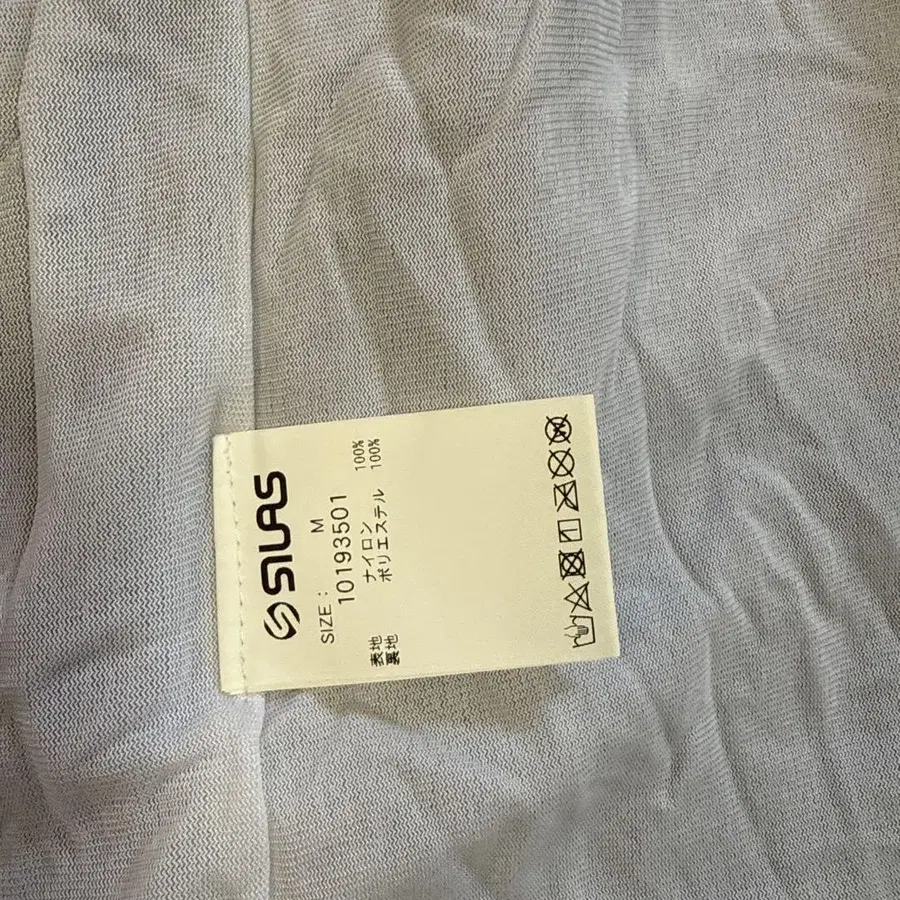 SILAS
SIZE : M
10193501
表地 ナイロン 100%
裏地 ポリエステル 100%